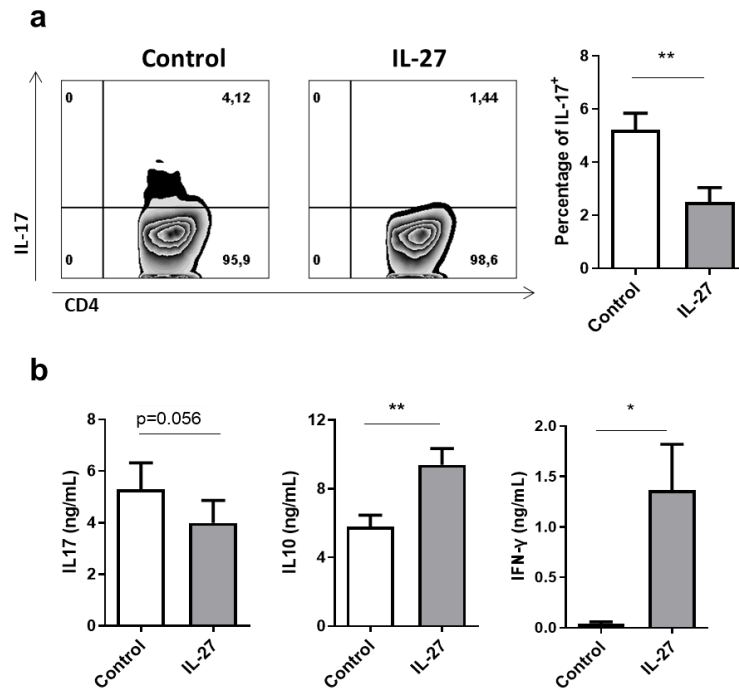 a
Control
IL-27
IL-17
0
4,12
0
95,9
0
1,44
0
98,6
CD4
Percentage of IL-17+
8
6
4
2
0
**
Control
IL-27
b
IL17 (ng/mL)
8
6
4
2
0
p=0.056
Control
IL-27
IL10 (ng/mL)
12
8
4
0
**
Control
IL-27
IFN-γ (ng/mL)
2.0
1.5
1.0
0.5
0.0
*
Control
IL-27